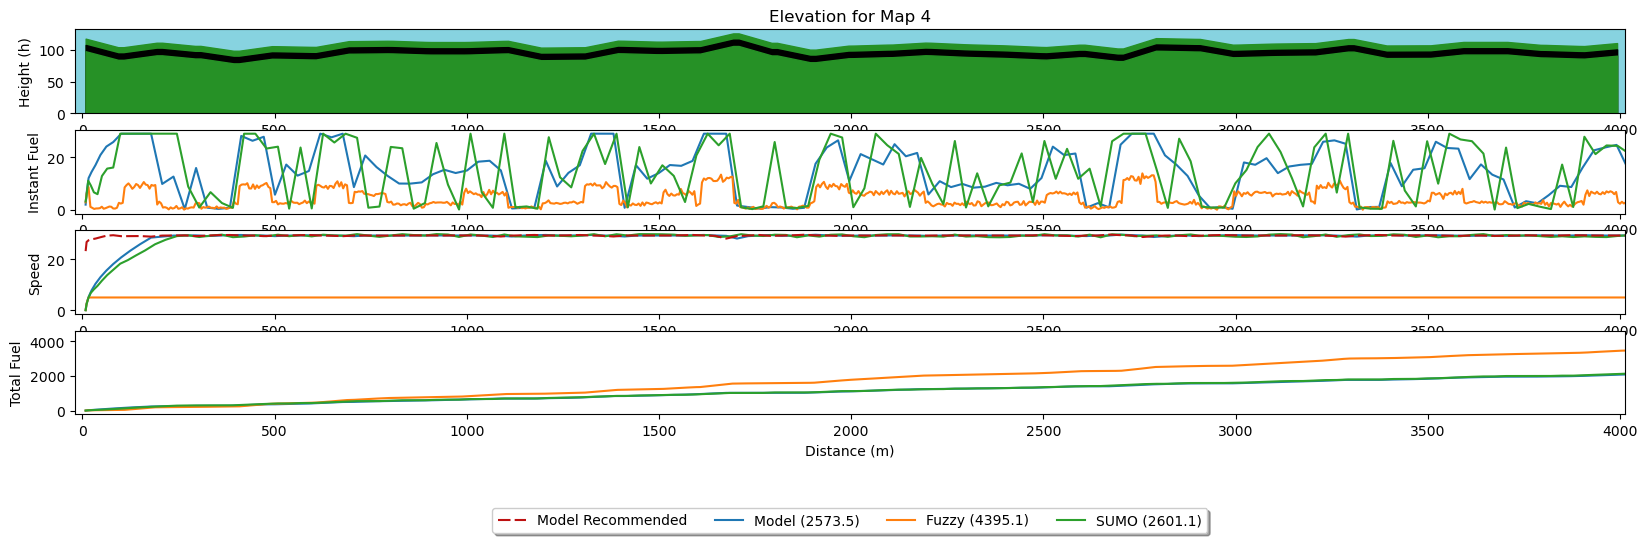 Elevation for Map 4
Height (h)
100
50
0
0 500 1000 1500 2000 2500 3000 3500 4000
Instant Fuel
20
0
0 500 1000 1500 2000 2500 3000 3500 4000
Speed
20
0
0 500 1000 1500 2000 2500 3000 3500 4000
Total Fuel
4000
2000
0
0 500 1000 1500 2000 2500 3000 3500 4000
Distance (m)
Model Recommended Model (2573.5) Fuzzy (4395.1) SUMO (2601.1)